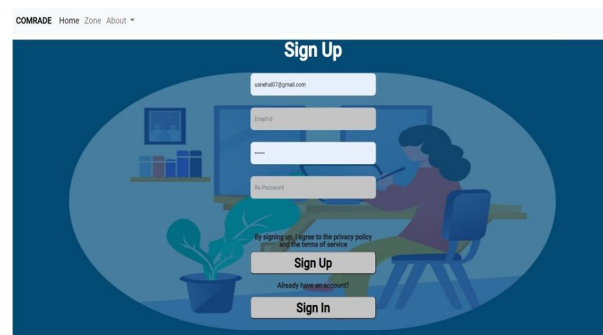 COMRADE Home Zone About
Sign Up
usnehal07@gmail.com
Email id
Re-Password
By signing up, I agree to the privacy policy
and the terms of service
Sign Up
Already have an account?
Sign In